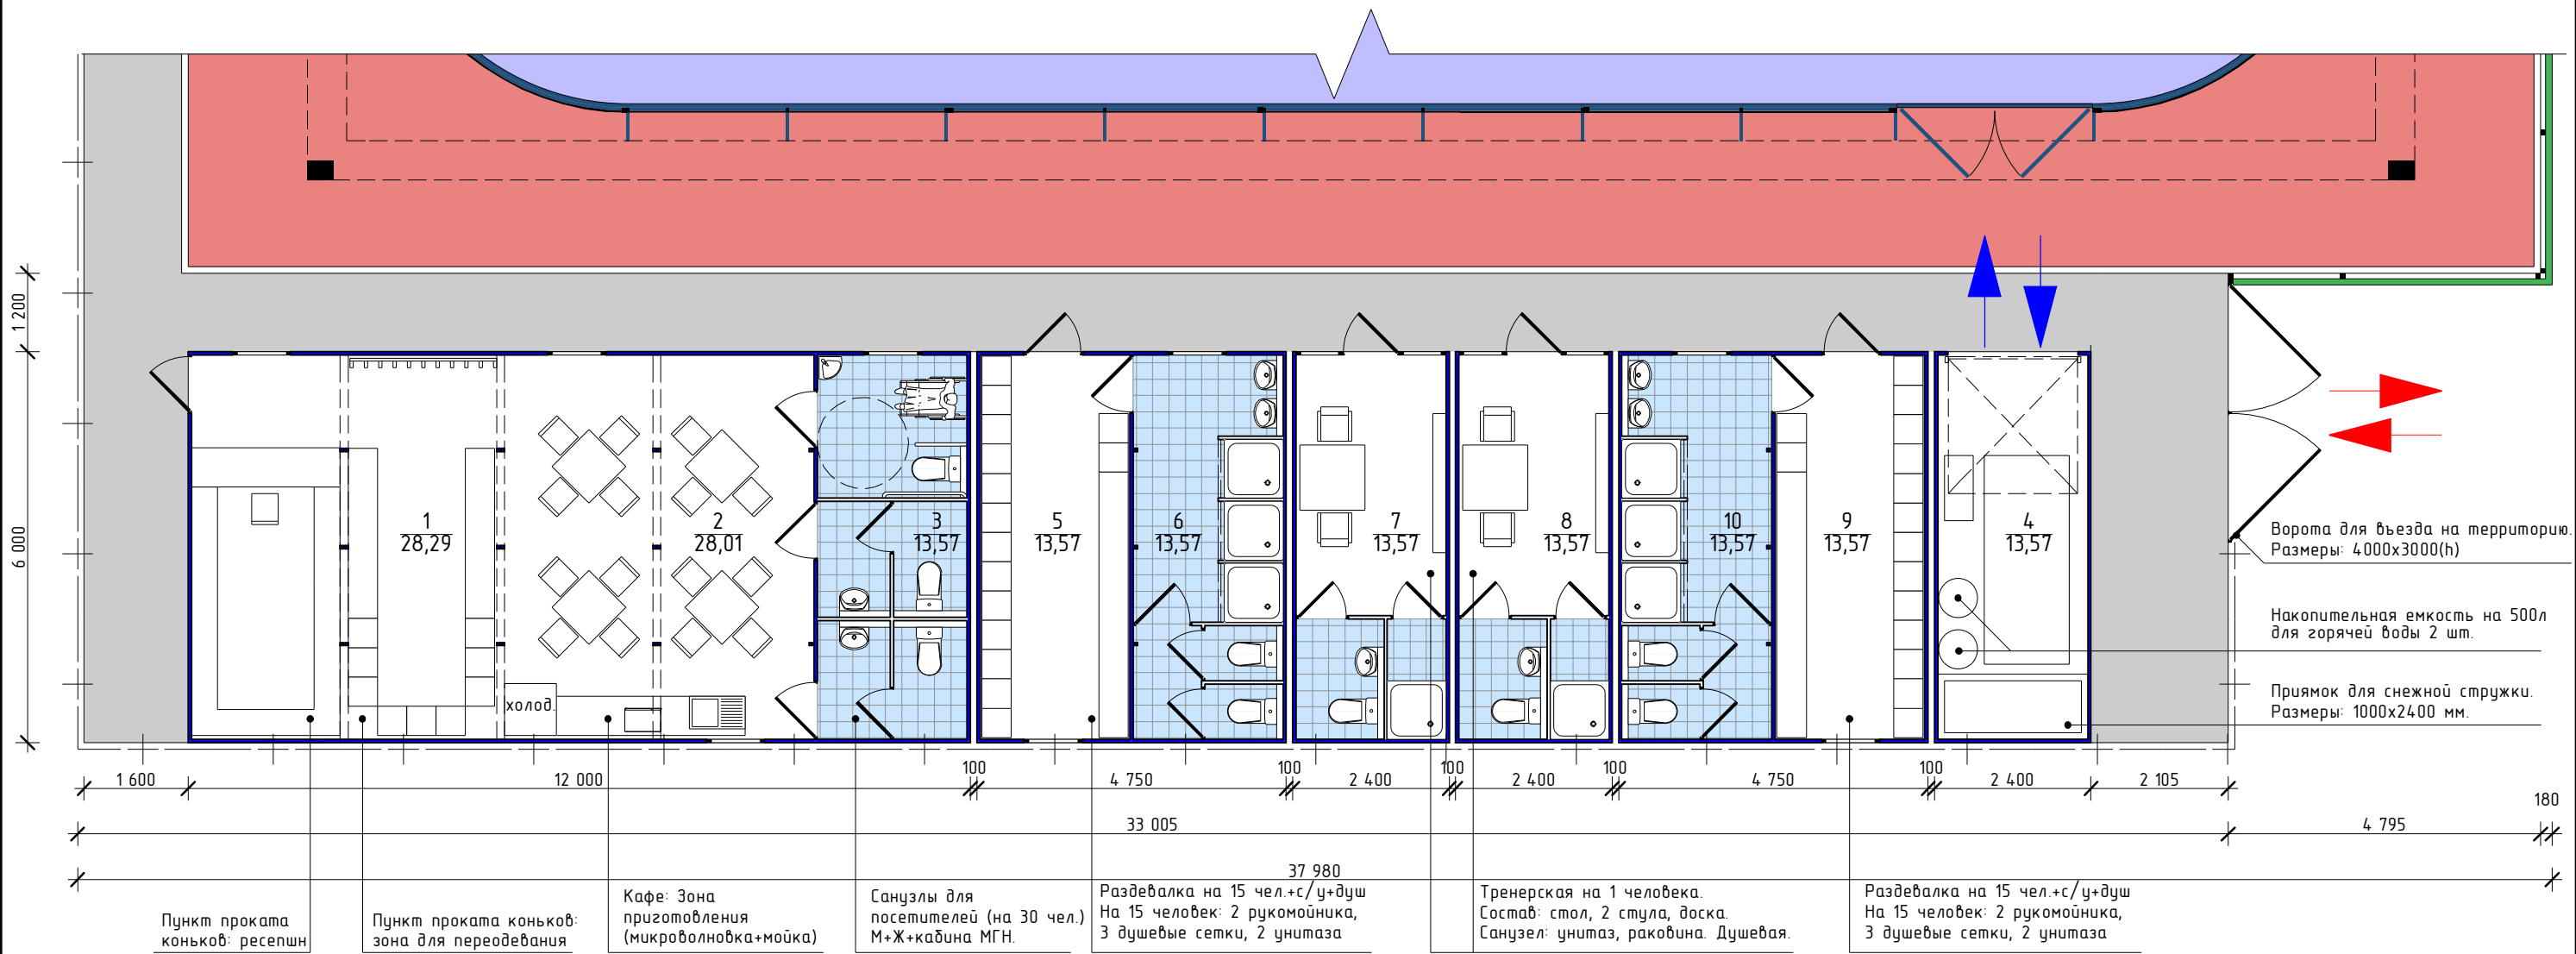 1 200
6 000
1
28,29
2
28,01
3
13,57
5
13,57
6
13,57
7
13,57
8
13,57
10
13,57
9
13,57
4
13,57
холод.
Ворота для въезда на территорию.
Размеры: 4000х3000(h)
Накопительная емкость на 500л
для горячей воды 2 шт.
Приямок для снежной стружки.
Размеры: 1000х2400 мм.
1 600
12 000
100
4 750
100
2 400
100
2 400
100
4 750
100
2 400
2 105
180
33 005
4 795
37 980
Пункт проката
коньков: ресепшн
Пункт проката коньков:
зона для переодевания
Кафе: Зона
приготовления
(микроволновка+мойка)
Санузлы для
посетителей (на 30 чел.)
М+Ж+кабина МГН.
Раздевалка на 15 чел.+с/у+душ
На 15 человек: 2 рукомойника,
3 душевые сетки, 2 унитаза
Тренерская на 1 человека.
Состав: стол, 2 стула, доска.
Санузел: унитаз, раковина. Душевая.
Раздевалка на 15 чел.+с/у+душ
На 15 человек: 2 рукомойника,
3 душевые сетки, 2 унитаза